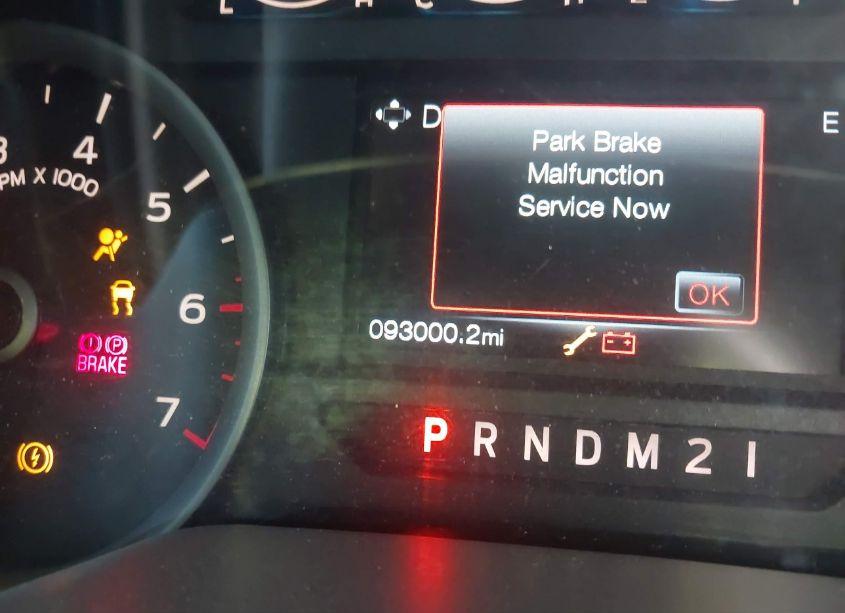 4
PM X 1000
5
6
7
BRAKE
D
E
Park Brake
Malfunction
Service Now
OK
093000.2mi
P R N D M 2 1